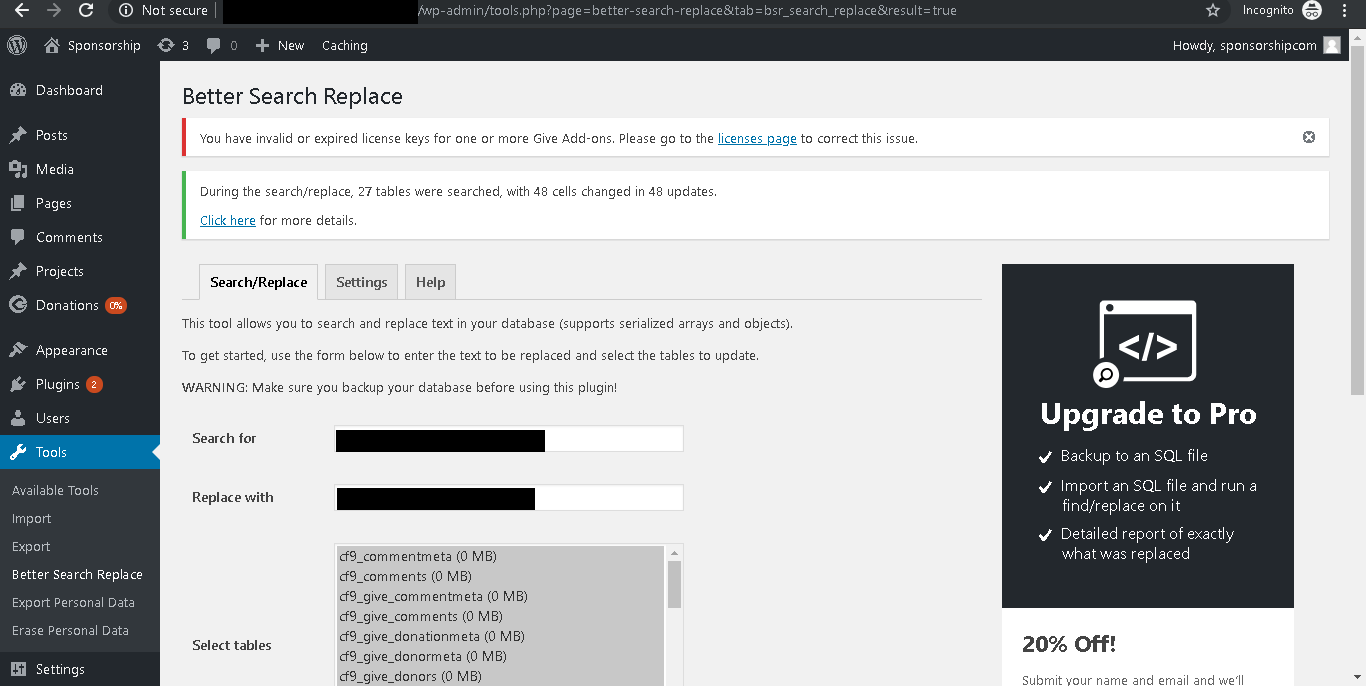 Not secure
/wp-admin/tools.php?page=better-search-replace&tab=bsr_search_replace&result=true
Incognito
Sponsorship 3 0 New Caching
Howdy, sponsorshipcom
Dashboard
Posts
Media
Pages
Comments
Projects
Donations 0%
Appearance
Plugins 2
Users
Tools
Available Tools
Import
Export
Better Search Replace
Export Personal Data
Erase Personal Data
Settings
Better Search Replace
You have invalid or expired license keys for one or more Give Add-ons. Please go to the licenses page to correct this issue.
During the search/replace, 27 tables were searched, with 48 cells changed in 48 updates.
Click here for more details.
Search/Replace Settings Help
This tool allows you to search and replace text in your database (supports serialized arrays and objects).
To get started, use the form below to enter the text to be replaced and select the tables to update.
WARNING: Make sure you backup your database before using this plugin!
Search for
Replace with
Select tables
cf9_commentmeta (0 MB)
cf9_comments (0 MB)
cf9_give_commentmeta (0 MB)
cf9_give_comments (0 MB)
cf9_give_donationmeta (0 MB)
cf9_give_donormeta (0 MB)
cf9_give_donors (0 MB)
</>
Upgrade to Pro
Backup to an SQL file
Import an SQL file and run a
find/replace on it
Detailed report of exactly
what was replaced
20% Off!
Submit your name and email and we'll